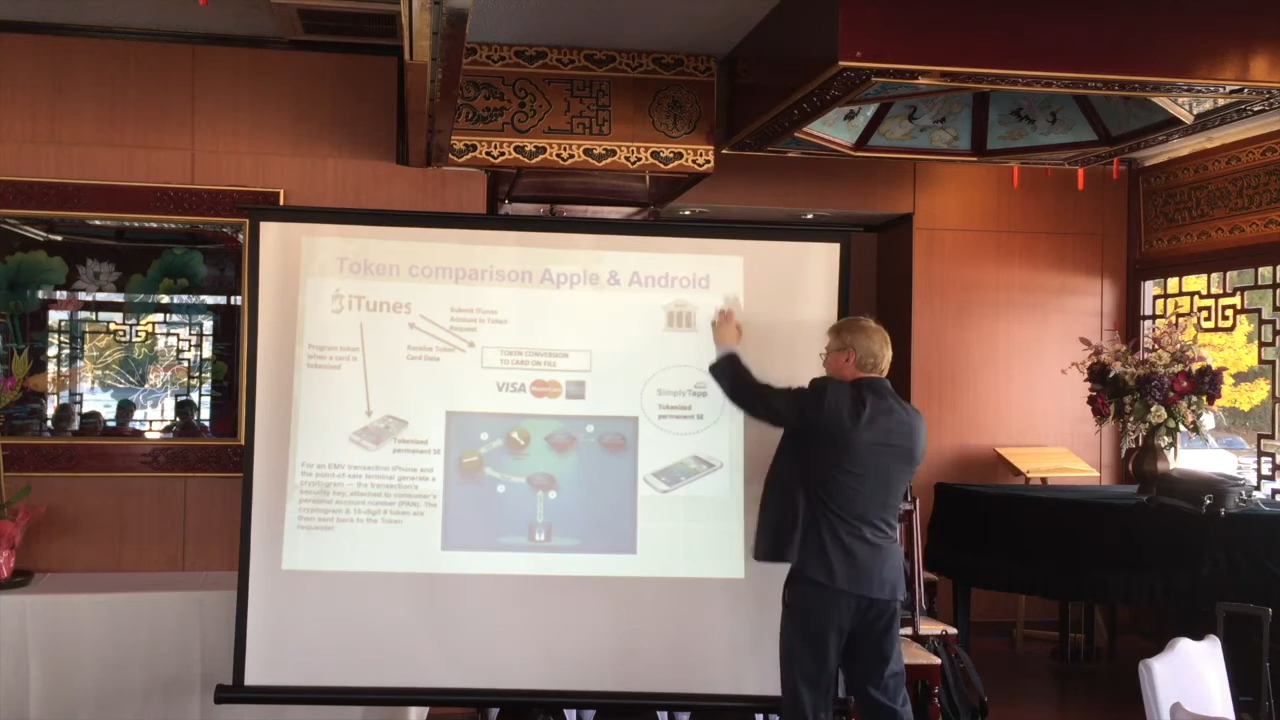 Token comparison Apple & Android
iTunes
Submit iTunes
Account to Token
Request
Program token
when a card is
tokenized
Receive Token
Card Data
TOKEN CONVERSION
TO CARD ON FILE
VISA
MasterCard
SimplyTapp
Tokenized
permanent SE
Tokenized
permanent SE
For an EMV transaction iPhone and
the point-of-sale terminal generate a
cryptogram — the transaction's
security key, attached to consumer's
personal account number (PAN). The
cryptogram & 16-digit # token are
then sent back to the Token
requester